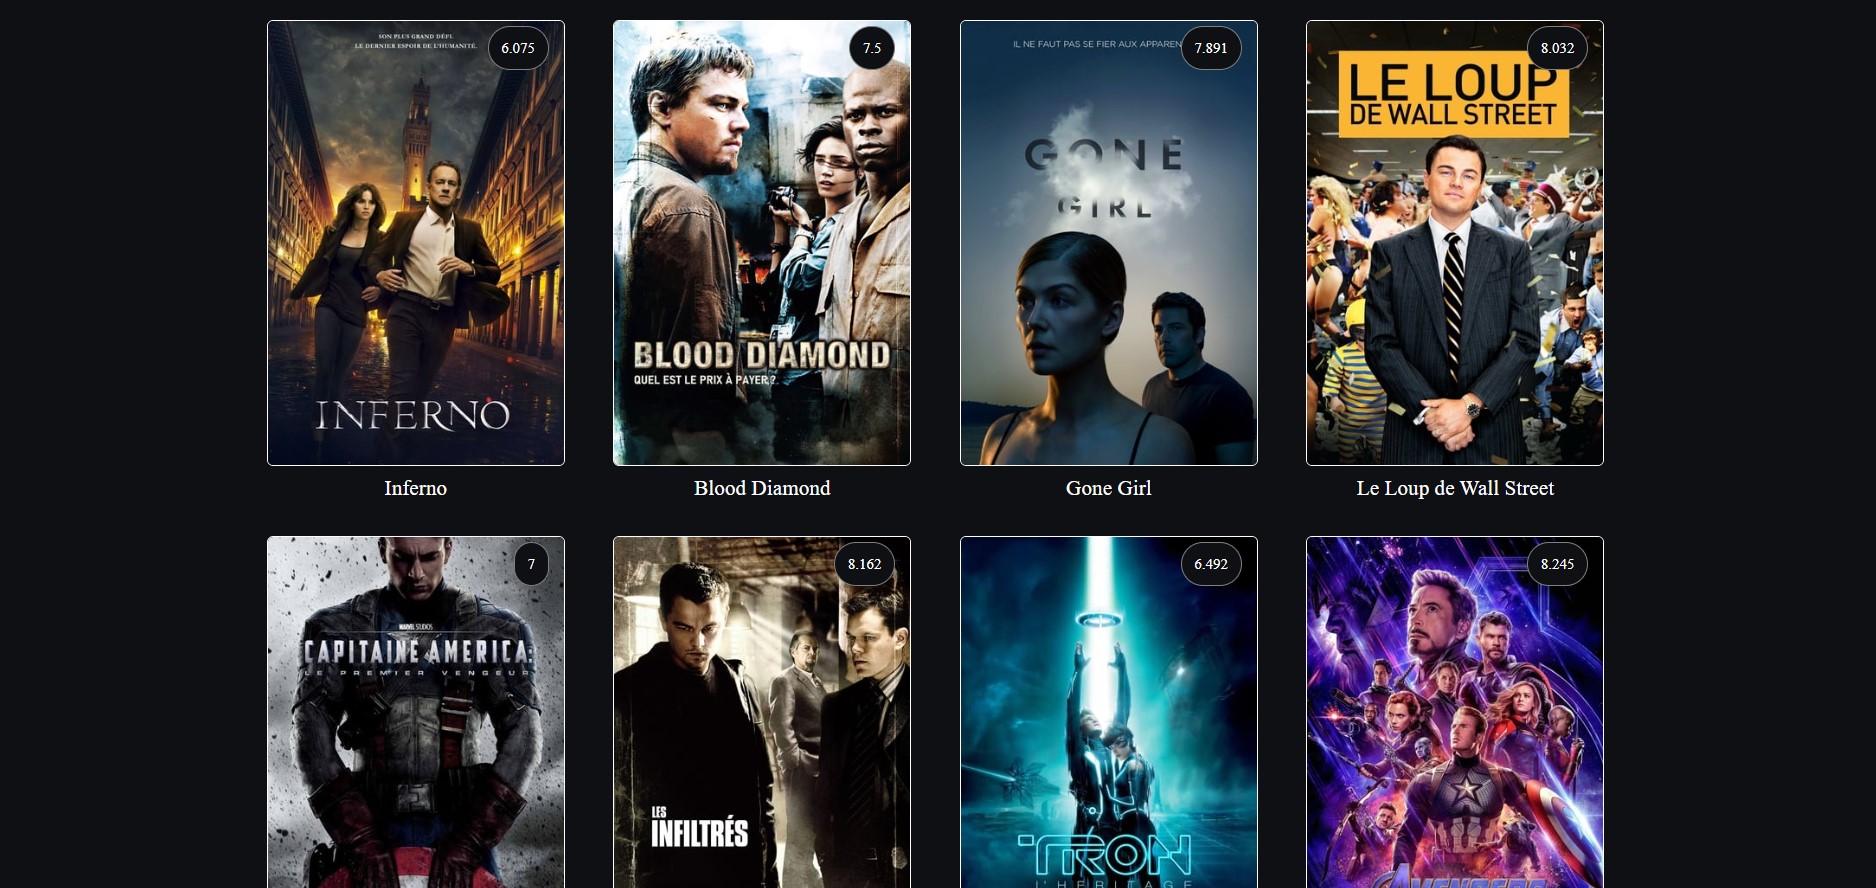 SON PLUS GRAND DÉFI.
LE DERNIER ESPOIR DE L'HUMANITÉ.
6.075
INFERNO
Inferno
7.5
BLOOD DIAMOND
QUEL EST LE PRIX À PAYER ?
Blood Diamond
IL NE FAUT PAS SE FIER AUX APPAREN
7.891
GONE
GIRL
Gone Girl
8.032
LE LOUP
DE WALL STREET
Le Loup de Wall Street
7
MARVEL STUDIOS
CAPITAINE AMERICA:
LE PREMIER VENGEUR
8.162
LES
INFILTRÉS
6.492
TRON
L'HÉRITAGE
8.245
AVENGERS